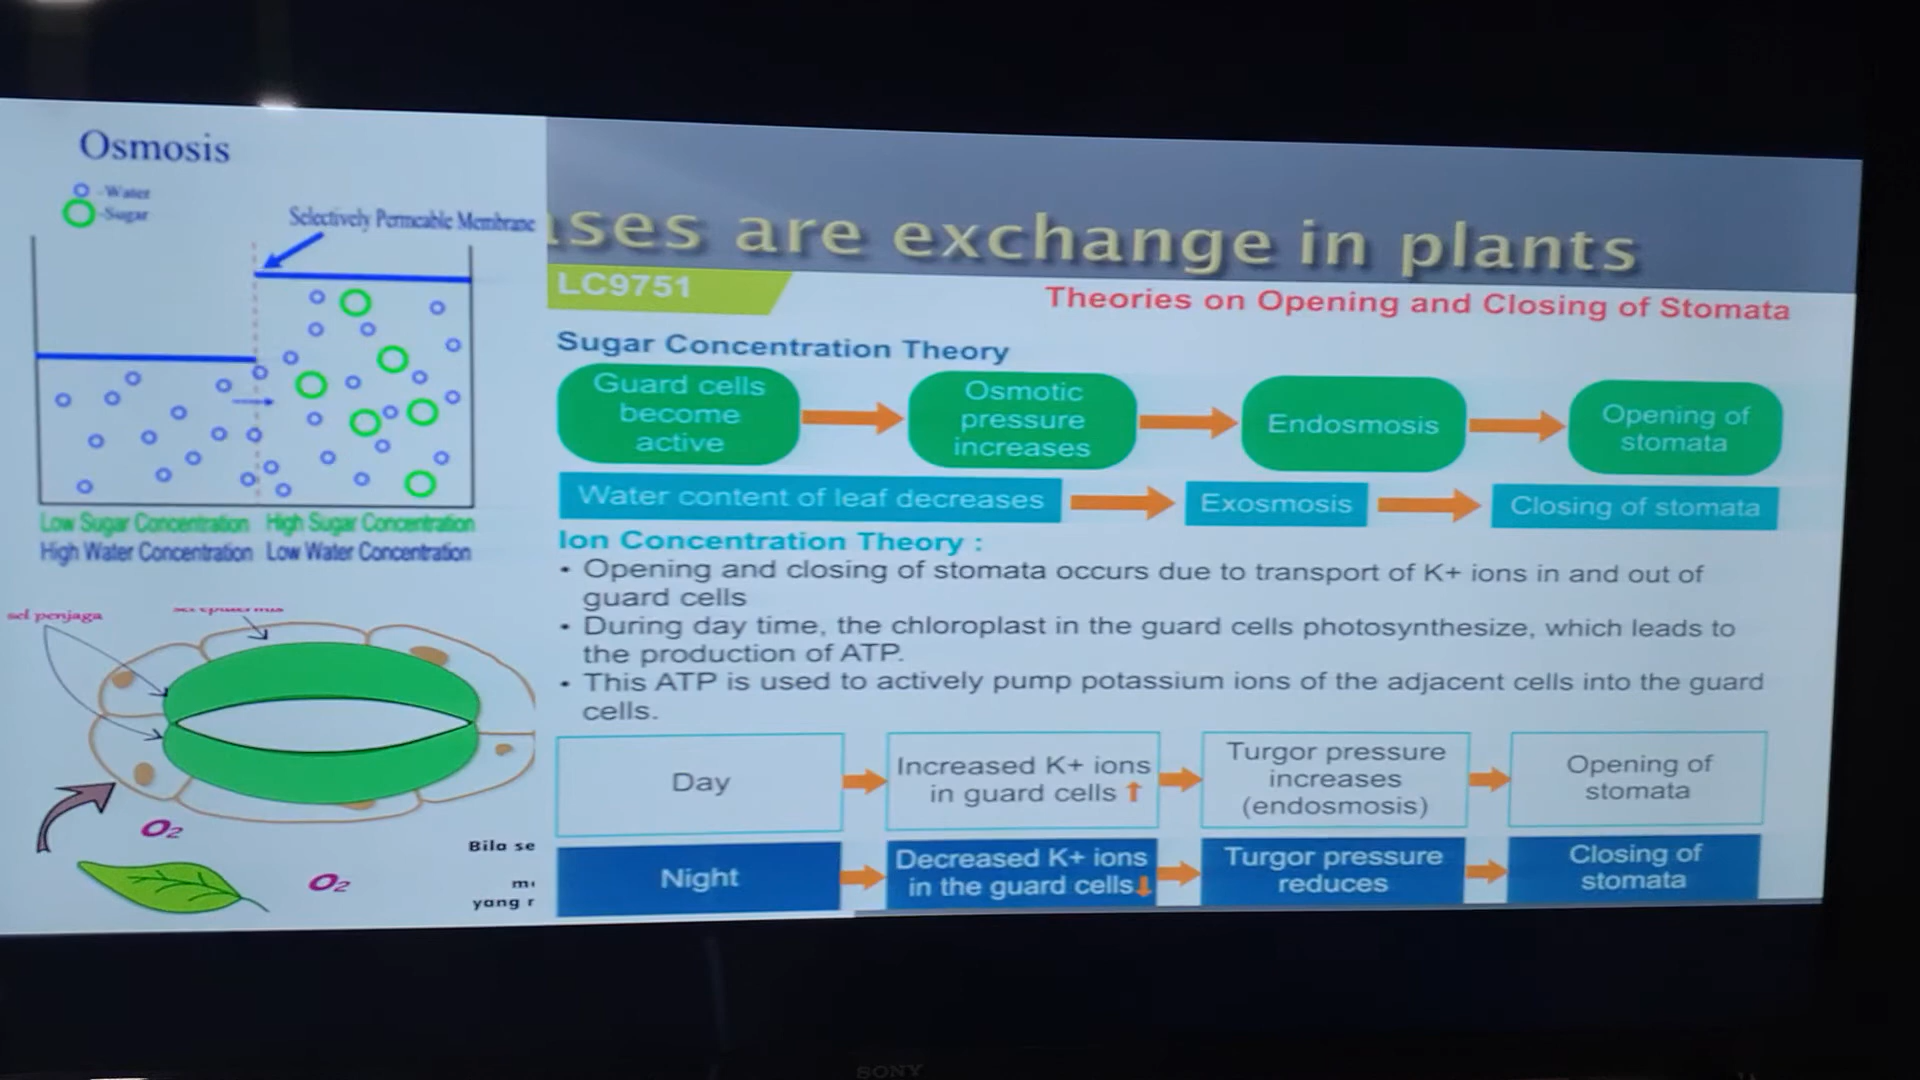 Osmosis
-Water
-Sugar
Selectively Permeable Membrane
Low Sugar Concentration High Sugar Concentration
High Water Concentration Low Water Concentration
sel penjaga
O2
O2
Bila se
yang r
ses are exchange in plants
LC9751
Theories on Opening and Closing of Stomata
Sugar Concentration Theory
Guard cells
become
active
Osmotic
pressure
increases
Endosmosis
Opening of
stomata
Water content of leaf decreases
Exosmosis
Closing of stomata
Ion Concentration Theory :
• Opening and closing of stomata occurs due to transport of K+ ions in and out of
guard cells
• During day time, the chloroplast in the guard cells photosynthesize, which leads to
the production of ATP.
• This ATP is used to actively pump potassium ions of the adjacent cells into the guard
cells.
Day
Increased K+ ions
in guard cells
Turgor pressure
increases
(endosmosis)
Opening of
stomata
Night
Decreased K+ ions
in the guard cells
Turgor pressure
reduces
Closing of
stomata
SONY